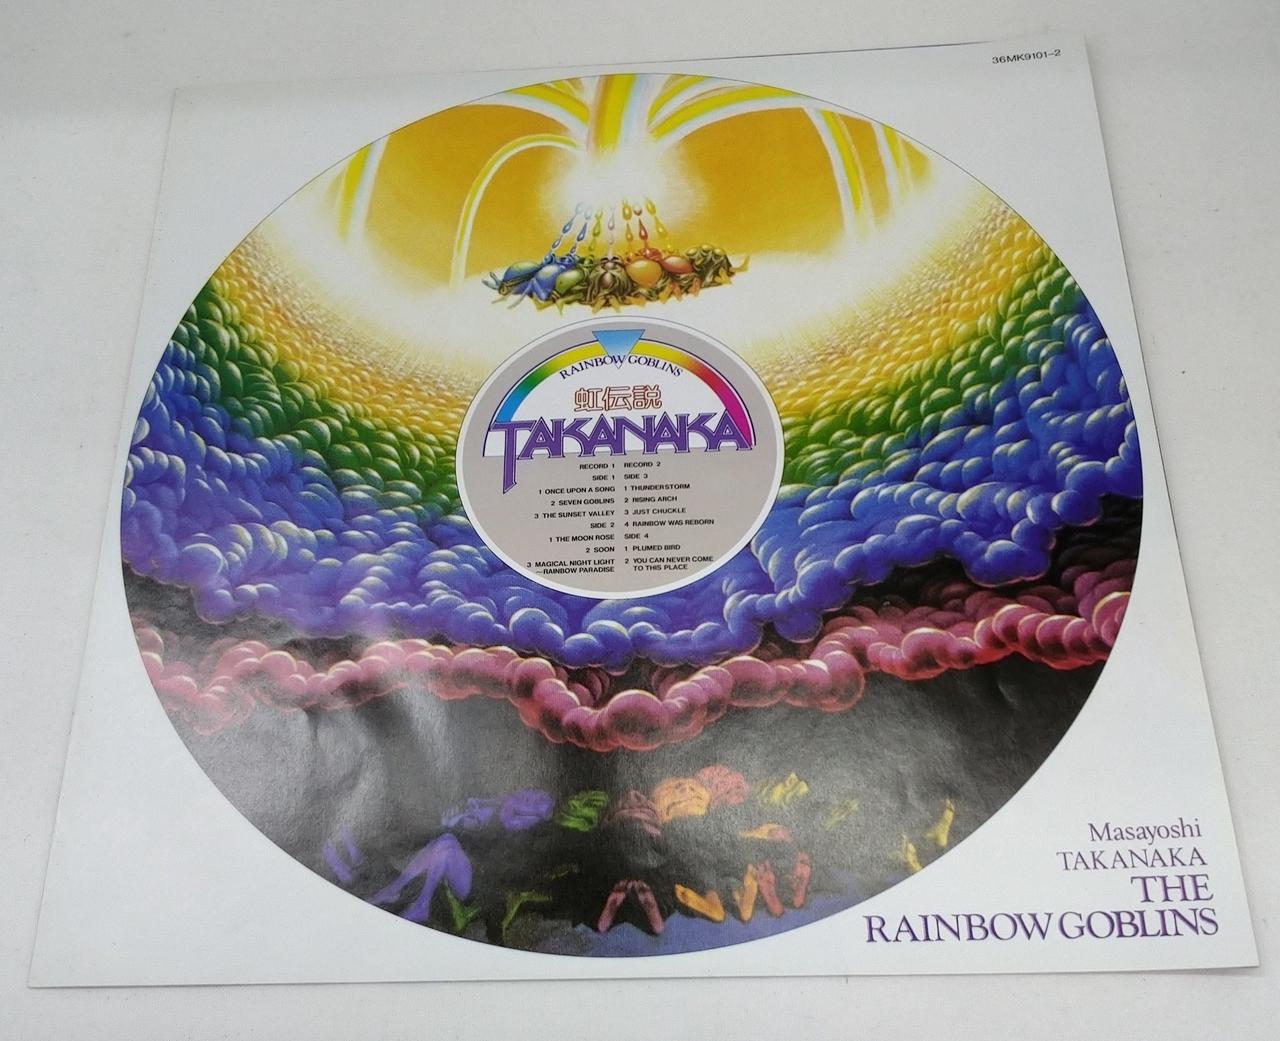 36MK9101-2
RAINBOW GOBLINS
虹伝説
TAKANAKA
RECORD 1
SIDE 1
1 ONCE UPON A SONG
2 SEVEN GOBLINS
3 THE SUNSET VALLEY
SIDE 2
1 THE MOON ROSE
2 SOON
3 MAGICAL NIGHT LIGHT
~RAINBOW PARADISE
RECORD 2
SIDE 3
1 THUNDERSTORM
2 RISING ARCH
3 JUST CHUCKLE
4 RAINBOW WAS REBORN
SIDE 4
1 PLUMED BIRD
2 YOU CAN NEVER COME
TO THIS PLACE
Masayoshi
TAKANAKA
THE
RAINBOW GOBLINS